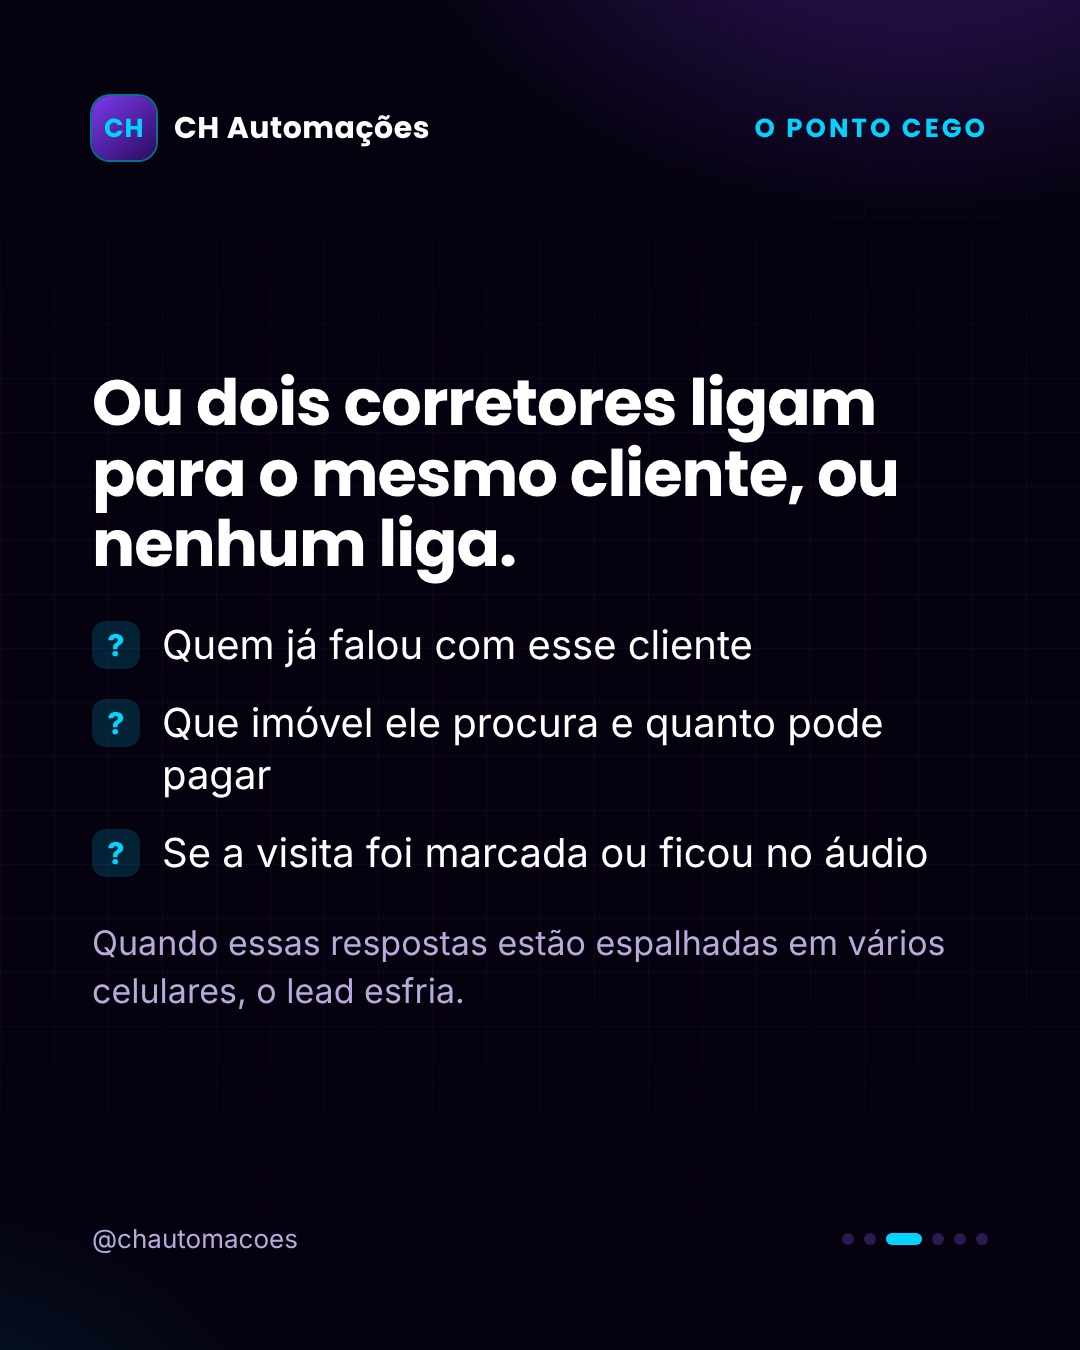 CH
CH Automações
O PONTO CEGO
Ou dois corretores ligam
para o mesmo cliente, ou
nenhum liga.
? Quem já falou com esse cliente
? Que imóvel ele procura e quanto pode
pagar
? Se a visita foi marcada ou ficou no áudio
Quando essas respostas estão espalhadas em vários
celulares, o lead esfria.
@chautomacoes